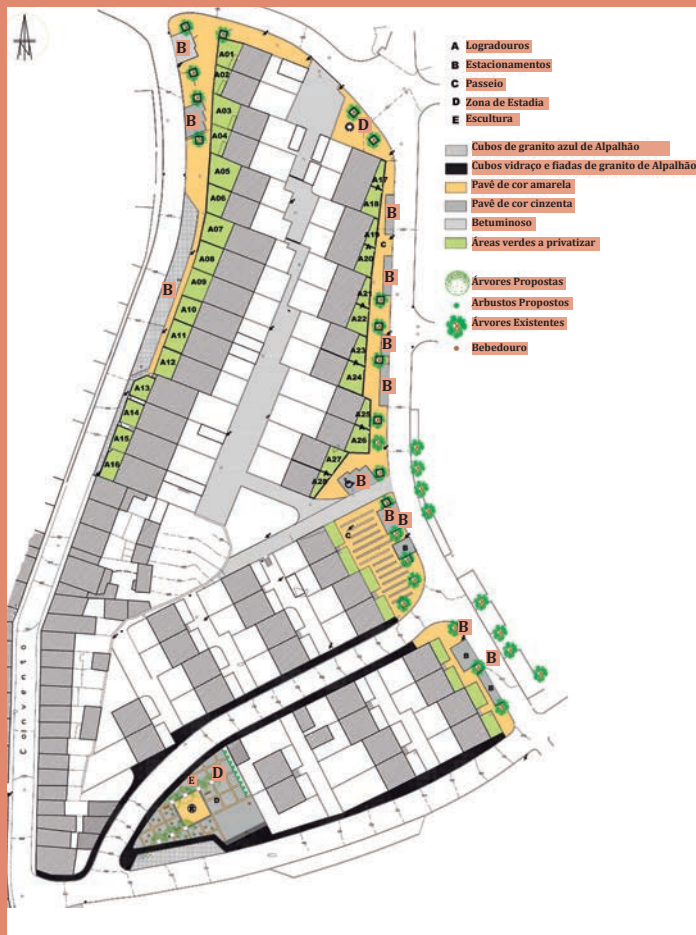 A Logradouros
B Estacionamentos
C Passeio
D Zona de Estadia
E Escultura
Cubos de granito azul de Alpalhão
Cubos vidraço e fiadas de granito de Alpalhão
Pavê de cor amarela
Pavê de cor cinzenta
Betuminoso
Áreas verdes a privatizar
Árvores Propostas
Arbustos Propostos
Árvores Existentes
Bebedouro
B
A01
A02
A03
B
A04
A05
A06
A07
A08
A09
B
A10
A11
A12
A13
A14
A15
A16
D
A17
A
A18
B
A19
C
A
A20
B
A21
A
A22
B
A23
A
A24
B
A25
A
A26
A27
A
A28
B
B
B
C
B
B
B
B
B
D
E
D
Convento